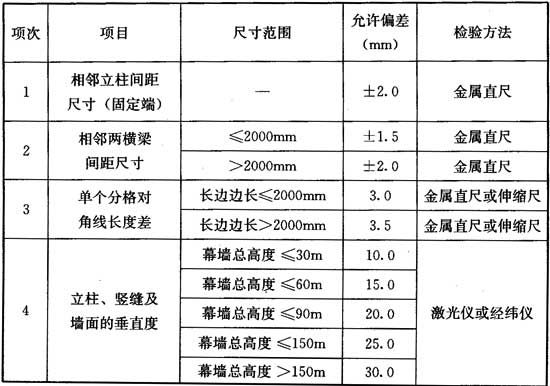 项次 项目 尺寸范围 允许偏差
（mm） 检验方法
1 相邻立柱间距
尺寸（固定端） — ±2.0 金属直尺
2 相邻两横梁
间距尺寸 ≤2000mm ±1.5 金属直尺
>2000mm ±2.0 金属直尺
3 单个分格对
角线长度差 长边边长≤2000mm 3.0 金属直尺或伸缩尺
长边边长>2000mm 3.5 金属直尺或伸缩尺
4 立柱、竖缝及
墙面的垂直度 幕墙总高度 ≤30m 10.0 激光仪或经纬仪
幕墙总高度 ≤60m 15.0
幕墙总高度 ≤90m 20.0
幕墙总高度 ≤150m 25.0
幕墙总高度 >150m 30.0